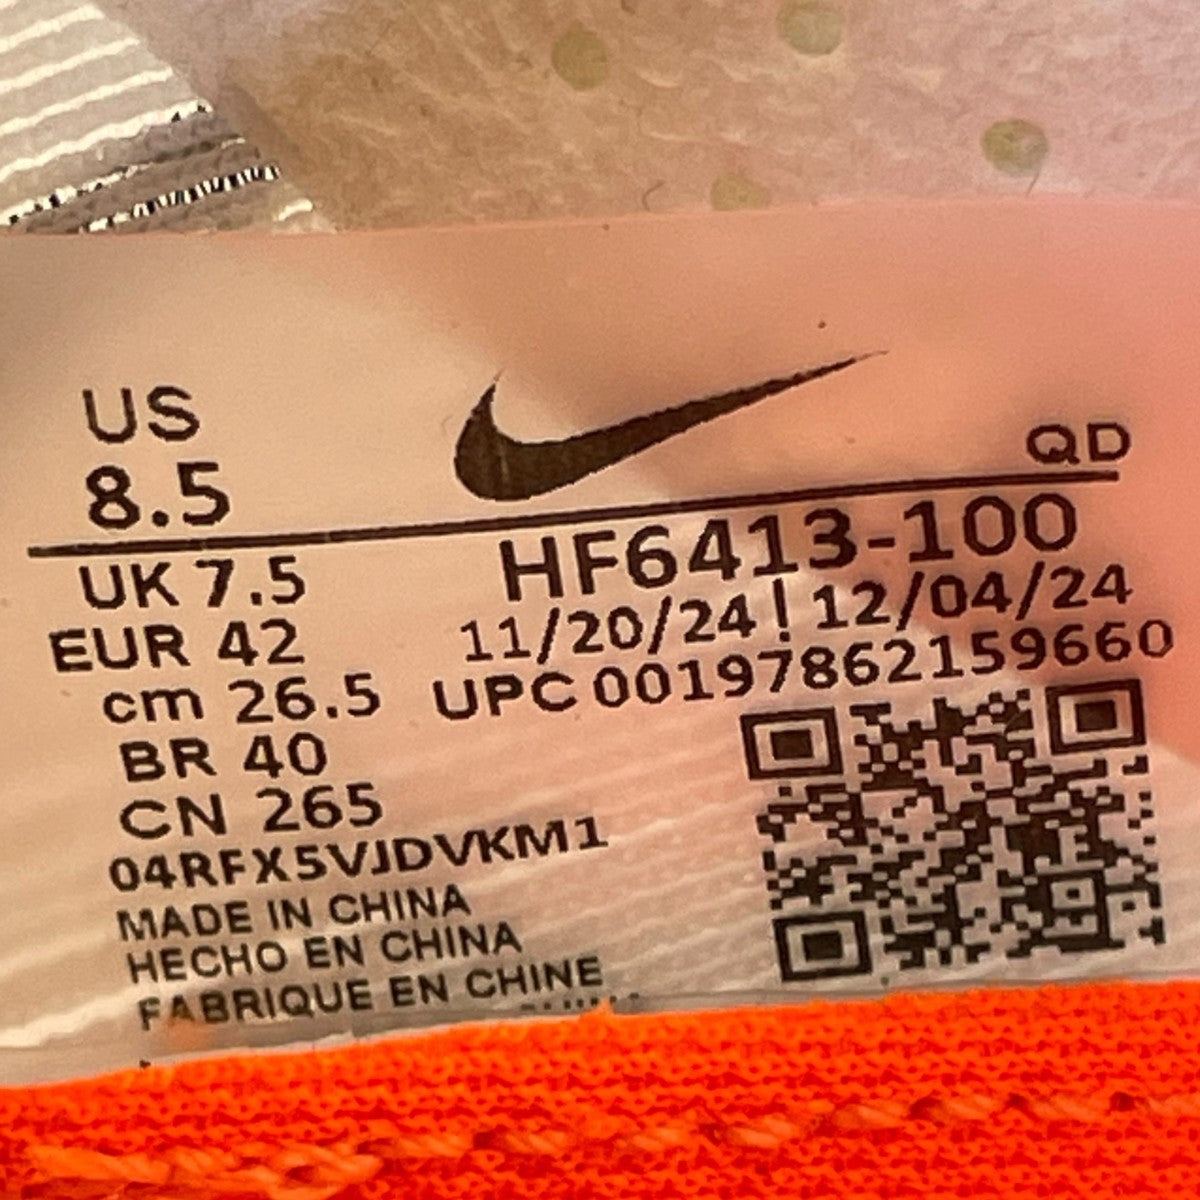 US
8.5
QD
UK 7.5
HF6413-100
EUR 42
11/20/24 ! 12/04/24
cm 26.5
UPC 00197862159660
BR 40
CN 265
04RFX5VJDVKM1
MADE IN CHINA
HECHO EN CHINA
FABRIQUE EN CHINE